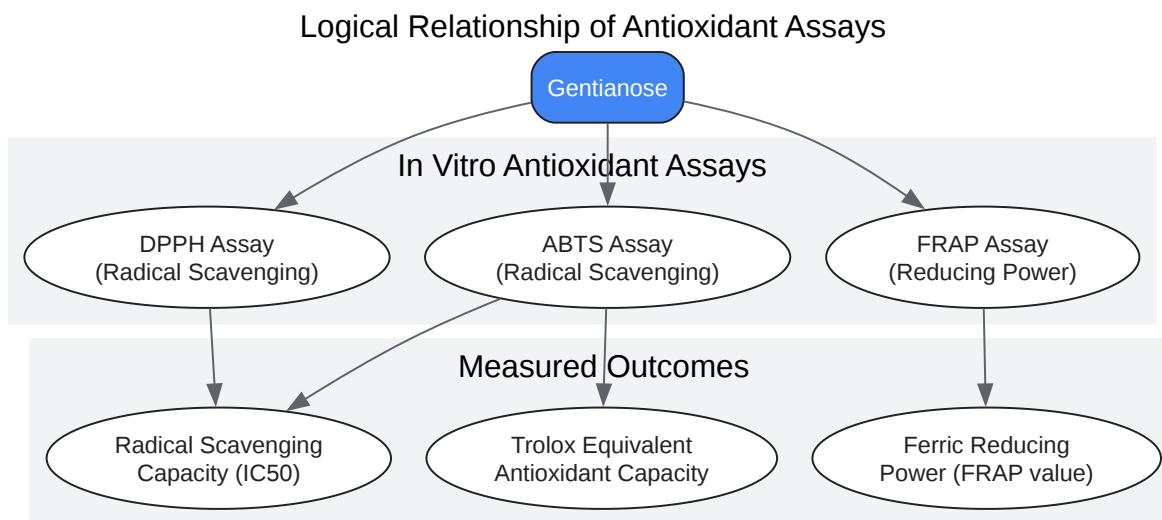 Logical Relationship of Antioxidant Assays
Gentianose
In Vitro Antioxidant Assays
DPPH Assay
(Radical Scavenging)
ABTS Assay
(Radical Scavenging)
FRAP Assay
(Reducing Power)
Measured Outcomes
Radical Scavenging
Capacity (IC50)
Trolox Equivalent
Antioxidant Capacity
Ferric Reducing
Power (FRAP value)